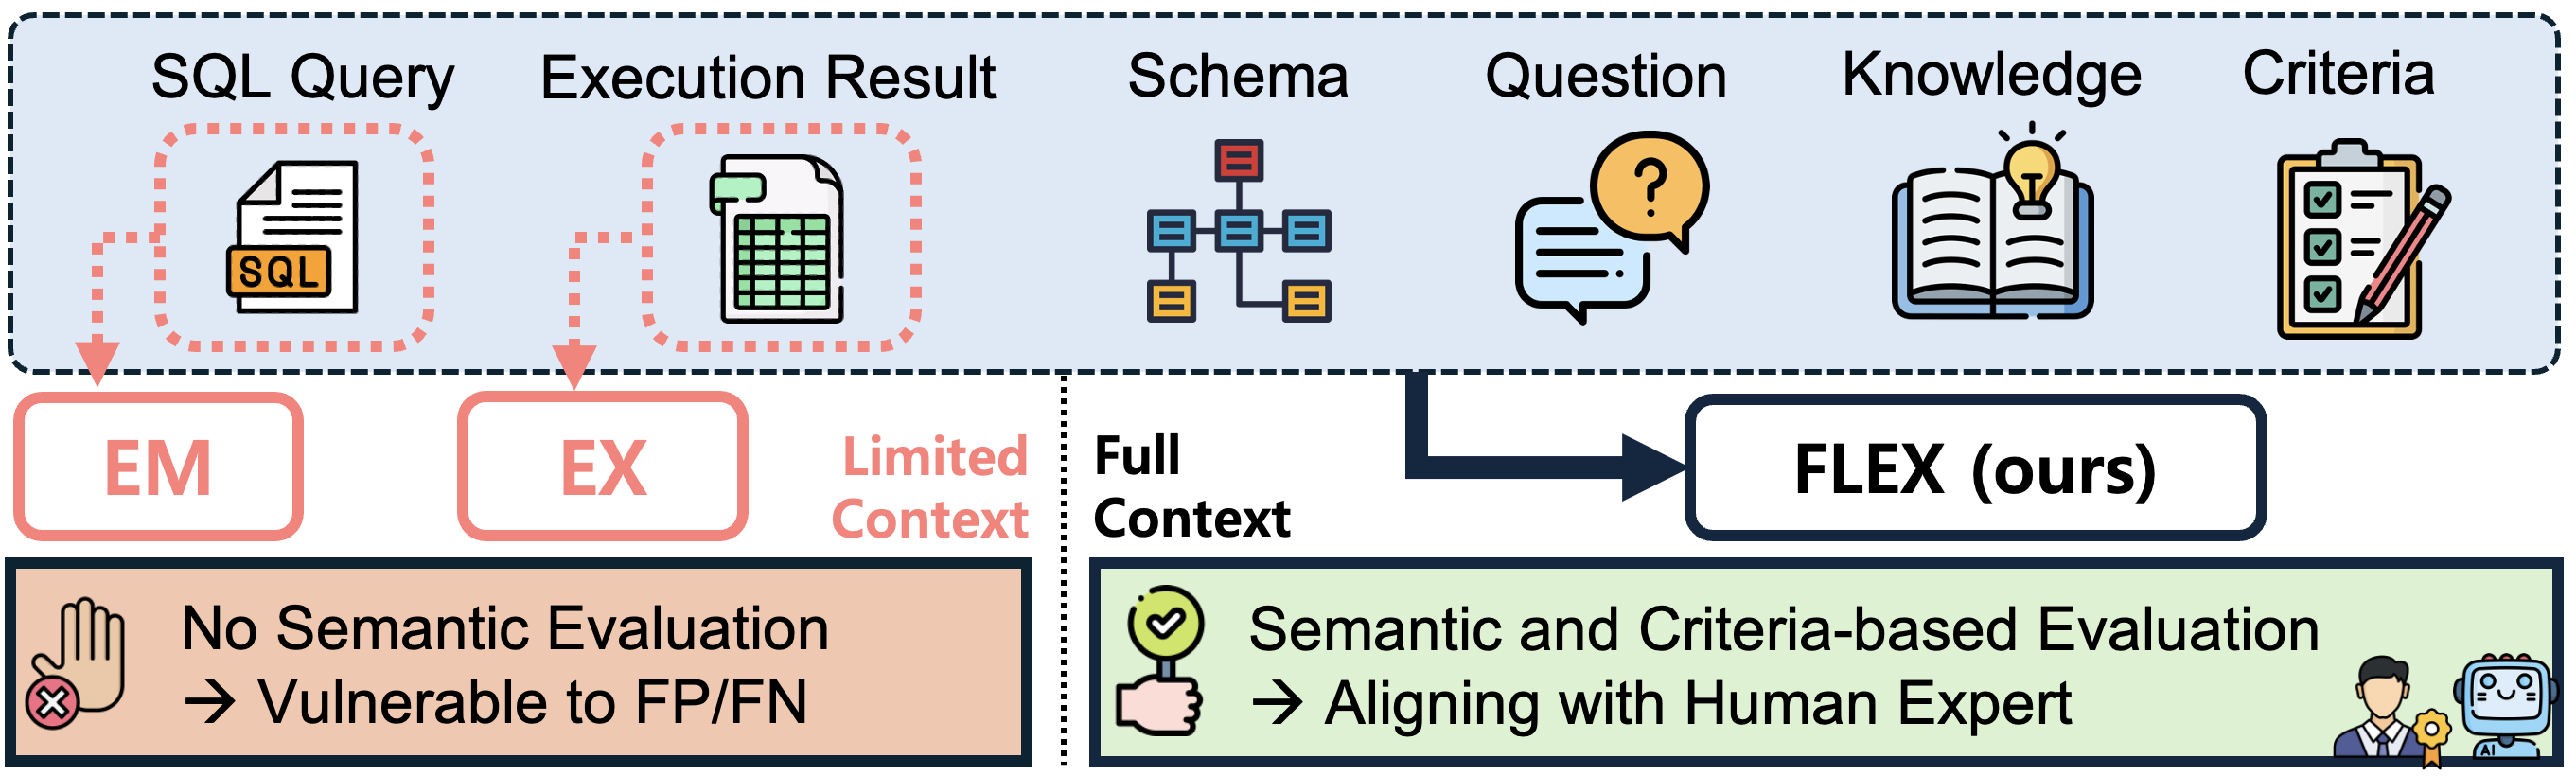 SQL Query
Execution Result
Schema
Question
Knowledge
Criteria
SQL
?
EM
EX
Limited
Context
Full
Context
FLEX (ours)
No Semantic Evaluation
→ Vulnerable to FP/FN
Semantic and Criteria-based Evaluation
→ Aligning with Human Expert
AI